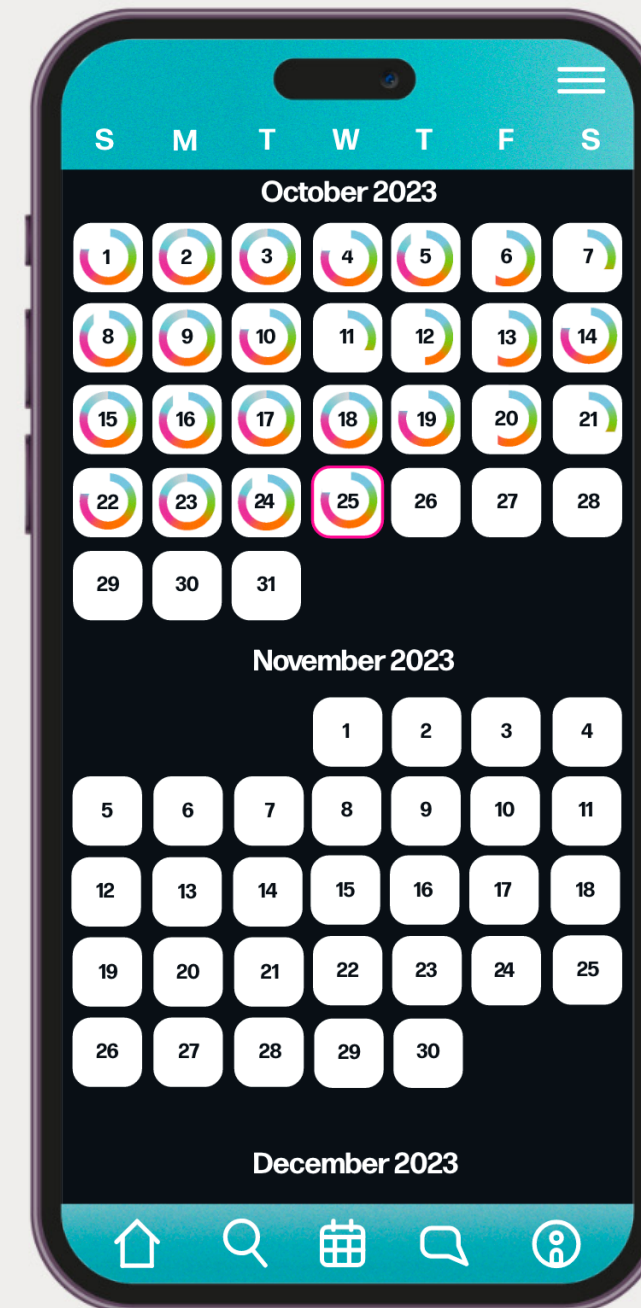 S M T W T F S
October 2023
1 2 3 4 5 6 7
8 9 10 11 12 13 14
15 16 17 18 19 20 21
22 23 24 25 26 27 28
29 30 31
November 2023
1 2 3 4
5 6 7 8 9 10 11
12 13 14 15 16 17 18
19 20 21 22 23 24 25
26 27 28 29 30
December 2023